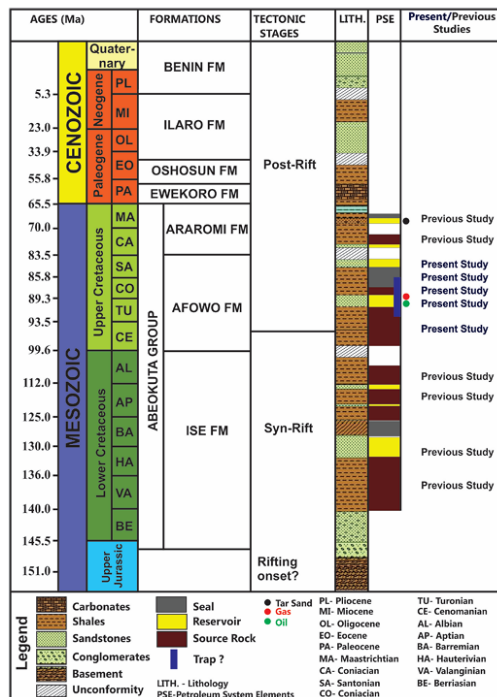 AGES (Ma)
FORMATIONS
TECTONIC
STAGES
LITH.
PSE
Present/Previous
Studies
CENOZOIC
MESOZOIC
Quater-
nary
Neogene
Paleogene
Upper Cretaceous
Lower Cretaceous
Upper
Jurassic
PL
MI
OL
EO
PA
MA
CA
SA
CO
TU
CE
AL
AP
BA
HA
VA
BE
5.3
23.0
33.9
55.8
65.5
70.0
83.5
85.8
89.3
93.5
99.6
112.0
125.0
130.0
136.0
140.0
145.5
151.0
BENIN FM
ILARO FM
OSHOSUN FM
EWEKORO FM
ABEOKUTA GROUP
ARAROMI FM
AFOWO FM
ISE FM
Post-Rift
Syn-Rift
Rifting
onset?
Previous Study
Previous Study
Present Study
Present Study
Present Study
Present Study
Present Study
Previous Study
Previous Study
Previous Study
Previous Study
Legend
Carbonates
Shales
Sandstones
Conglomerates
Basement
Unconformity
Seal
Reservoir
Source Rock
Trap ?
LITH. - Lithology
PSE-Petroleum System Elements
Tar Sand
Gas
Oil
PL- Pliocene
MI- Miocene
OL- Oligocene
EO- Eocene
PA- Paleocene
MA- Maastrichtian
CA- Coniacian
SA- Santonian
CO- Coniacian
TU- Turonian
CE- Cenomanian
AL- Albian
AP- Aptian
BA- Barremian
HA- Hauterivian
VA- Valanginian
BE- Berriasian